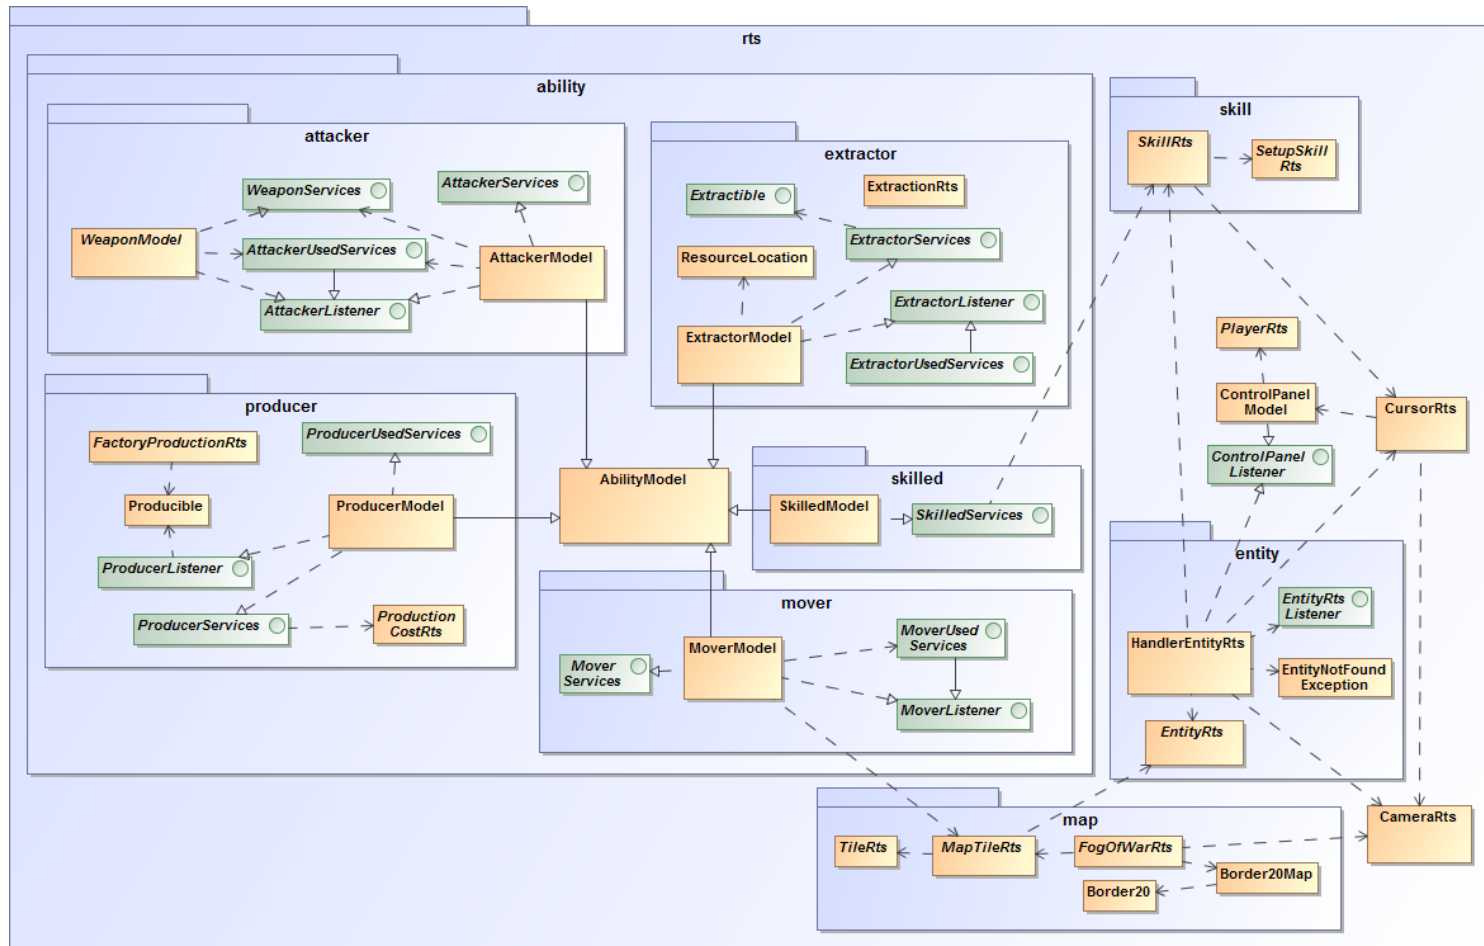 rts
ability
attacker
WeaponServices
AttackerServices
WeaponModel
AttackerUsedServices
AttackerModel
AttackerListener
extractor
Extractible
ExtractionRts
ExtractorServices
ResourceLocation
ExtractorListener
ExtractorModel
ExtractorUsedServices
producer
FactoryProductionRts
ProducerUsedServices
Producible
ProducerModel
ProducerListener
ProducerServices
Production
CostRts
AbilityModel
skilled
SkilledModel
SkilledServices
mover
MoverModel
Mover
Services
MoverUsed
Services
MoverListener
skill
SkillRts
SetupSkill
Rts
PlayerRts
ControlPanel
Model
CursorRts
ControlPanel
Listener
entity
EntityRts
Listener
HandlerEntityRts
EntityNotFound
Exception
EntityRts
map
TileRts
MapTileRts
FogOfWarRts
Border20Map
Border20
CameraRts